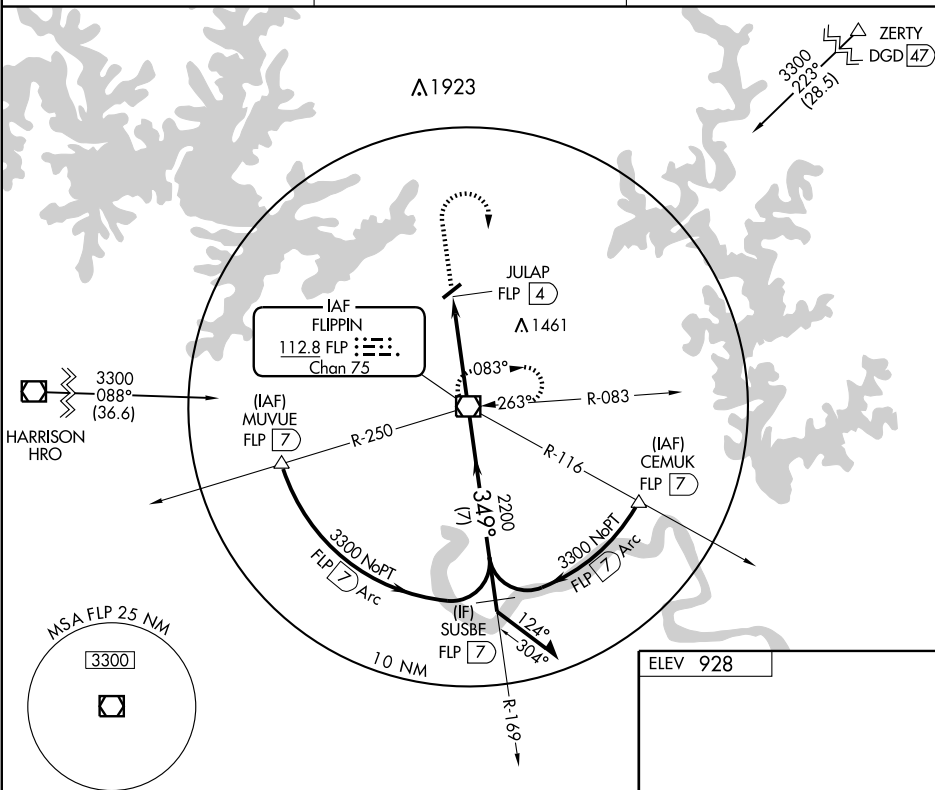 ZERTY
DGD 47
3300
223°
(28.5)
1923
JULAP
FLP 4
IAF
FLIPPIN
112.8 FLP
Chan 75
1461
083°
263°
R-083
3300
088°
(36.6)
HARRISON
HRO
(IAF)
MUVUE
FLP 7
R-250
R-116
(IAF)
CEMUK
FLP 7
2200
349°
(7)
3300 NoPT
FLP 7 Arc
3300 NoPT
FLP 7 Arc
(IF)
SUSBE
FLP 7
124°
304°
10 NM
R-169
MSA FLP 25 NM
3300
ELEV 928